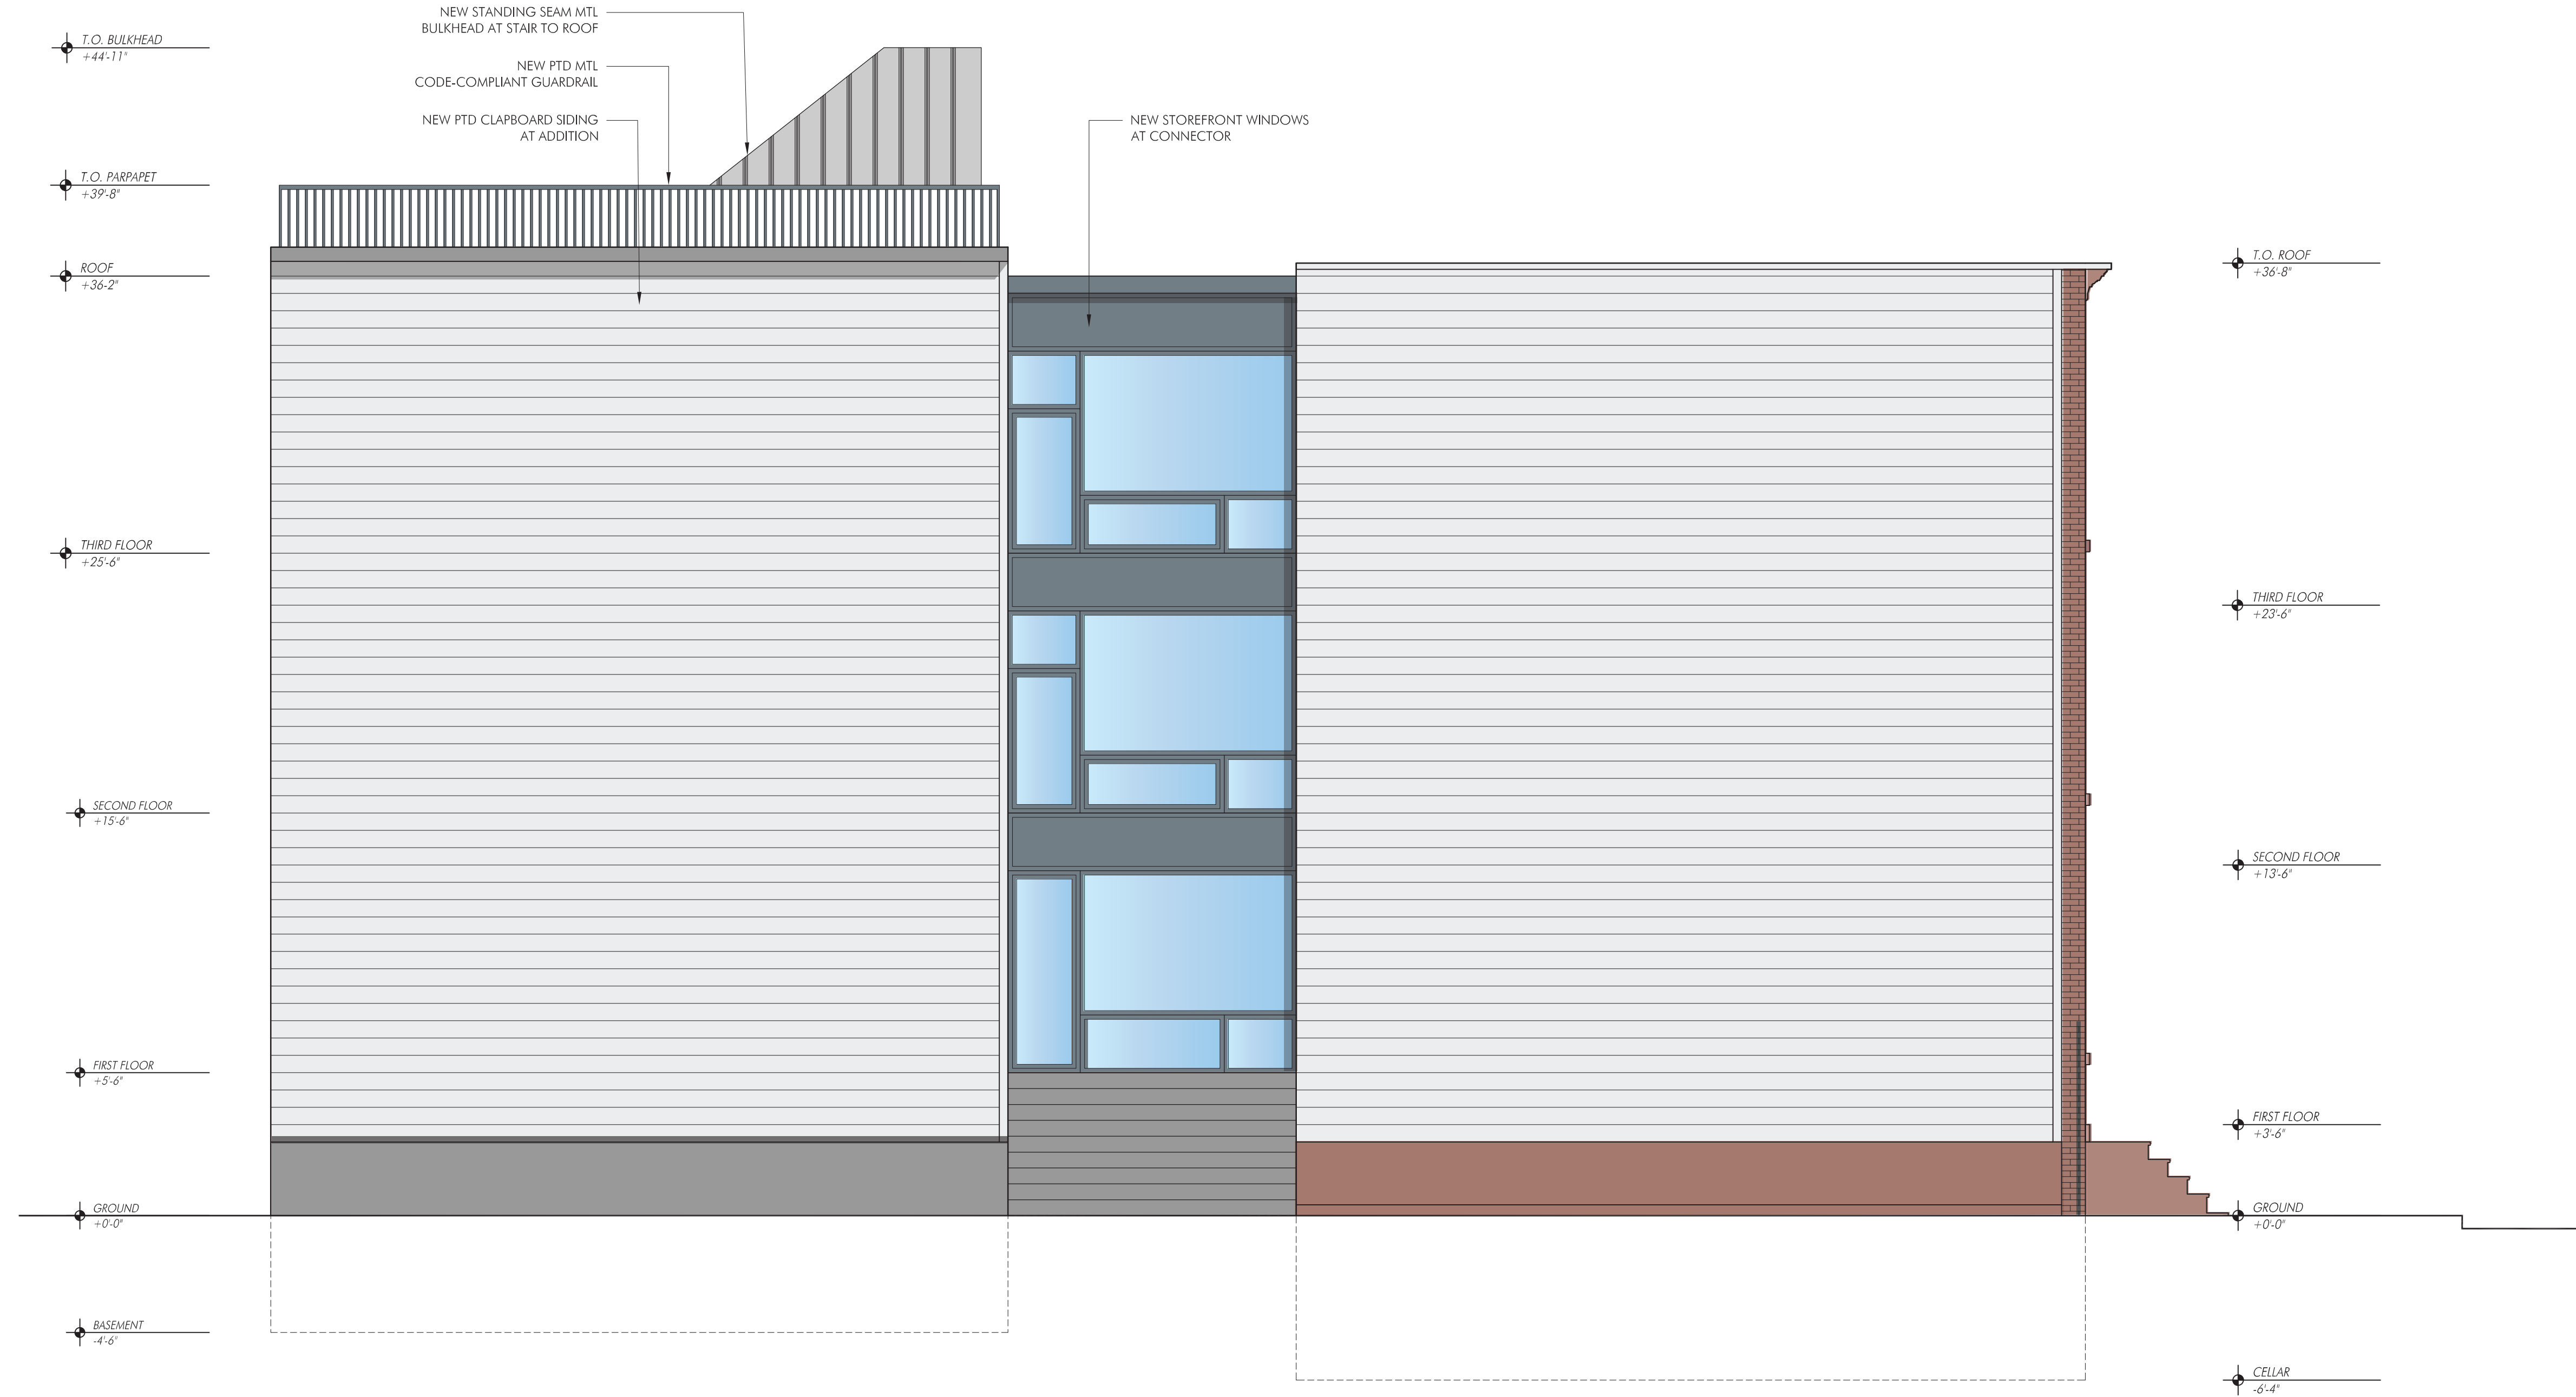 NEW STANDING SEAM MTL
BULKHEAD AT STAIR TO ROOF
NEW PTD MTL
CODE-COMPLIANT GUARDRAIL
NEW PTD CLAPBOARD SIDING
AT ADDITION
NEW STOREFRONT WINDOWS
AT CONNECTOR
T.O. BULKHEAD
+44'-11"
T.O. PARPAPET
+39'-8"
ROOF
+36-2"
THIRD FLOOR
+25'-6"
SECOND FLOOR
+15'-6"
FIRST FLOOR
+5'-6"
GROUND
+0'-0"
BASEMENT
-4'-6"
T.O. ROOF
+36'-8"
THIRD FLOOR
+23'-6"
SECOND FLOOR
+13'-6"
FIRST FLOOR
+3'-6"
GROUND
+0'-0"
CELLAR
-6'-4"